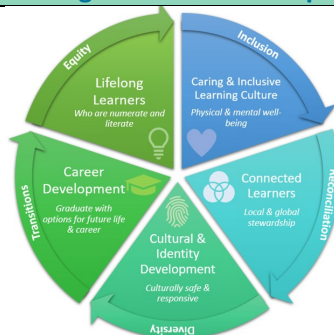 Equity
Inclusion
Lifelong
Learners
Who are numerate and
literate
Caring & Inclusive
Learning Culture
Physical & mental well-
being
Career
Development
Graduate with
options for future life
& career
Connected
Learners
Local & global
stewardship
Cultural &
Identity
Development
Culturally safe &
responsive
Transitions
Reconciliation
Diversity